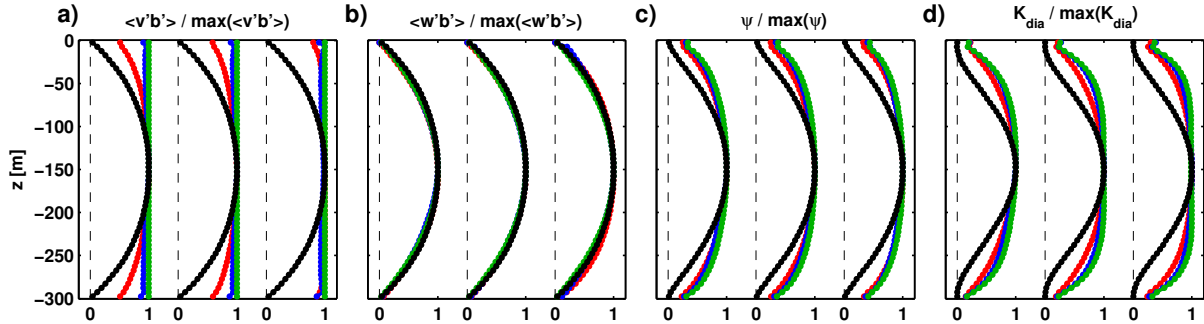 a) <v'b'> / max(<v'b'>)
b) <w'b'> / max(<w'b'>)
c) ψ / max(ψ)
d) K_dia / max(K_dia)
z [m]
0
−50
−100
−150
−200
−250
−300
0 1 0 1 0 1
0 1 0 1 0 1
0 1 0 1 0 1
0 1 0 1 0 1